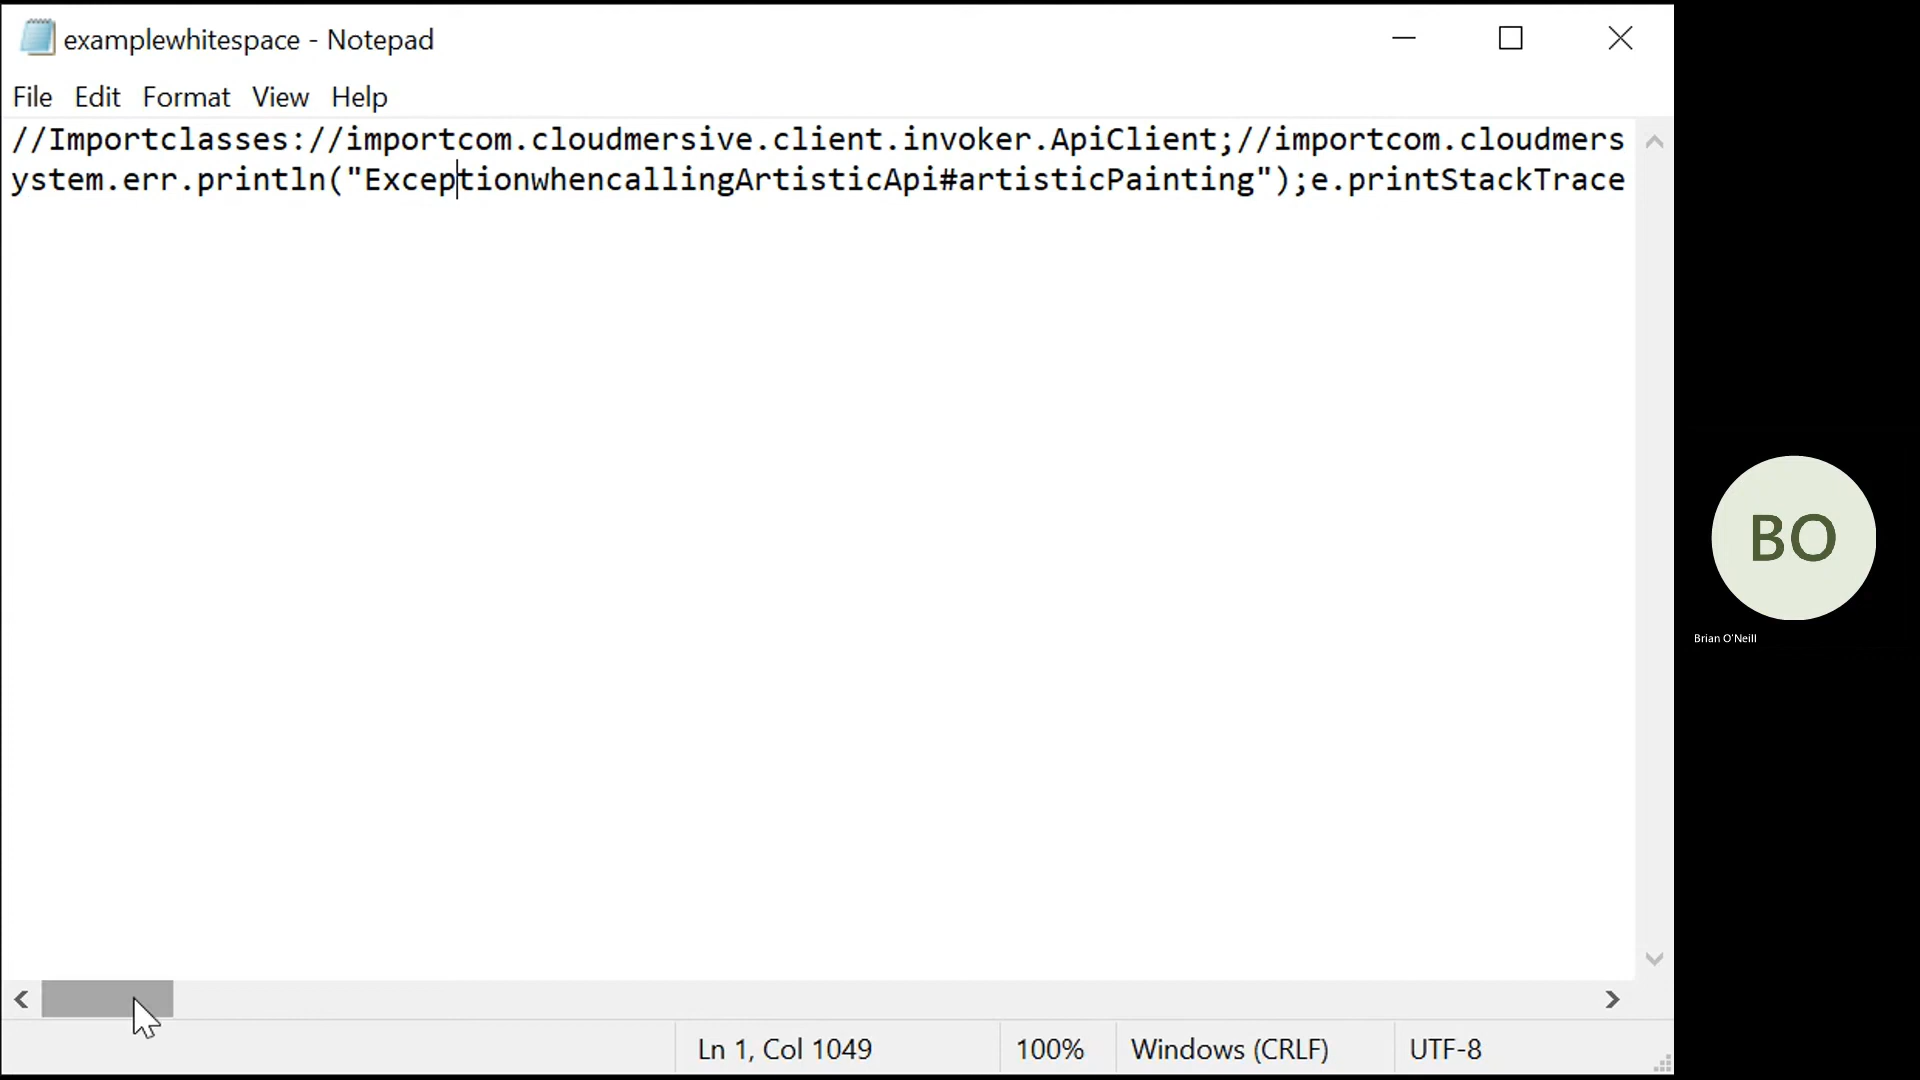 examplewhitespace - Notepad
File Edit Format View Help
//Importclasses://importcom.cloudmersive.client.invoker.ApiClient;//importcom.cloudmers
ystem.err.println("ExceptionwhencallingArtisticApi#artisticPainting");e.printStackTrace
BO
Brian O'Neill
Ln 1, Col 1049
100%
Windows (CRLF)
UTF-8